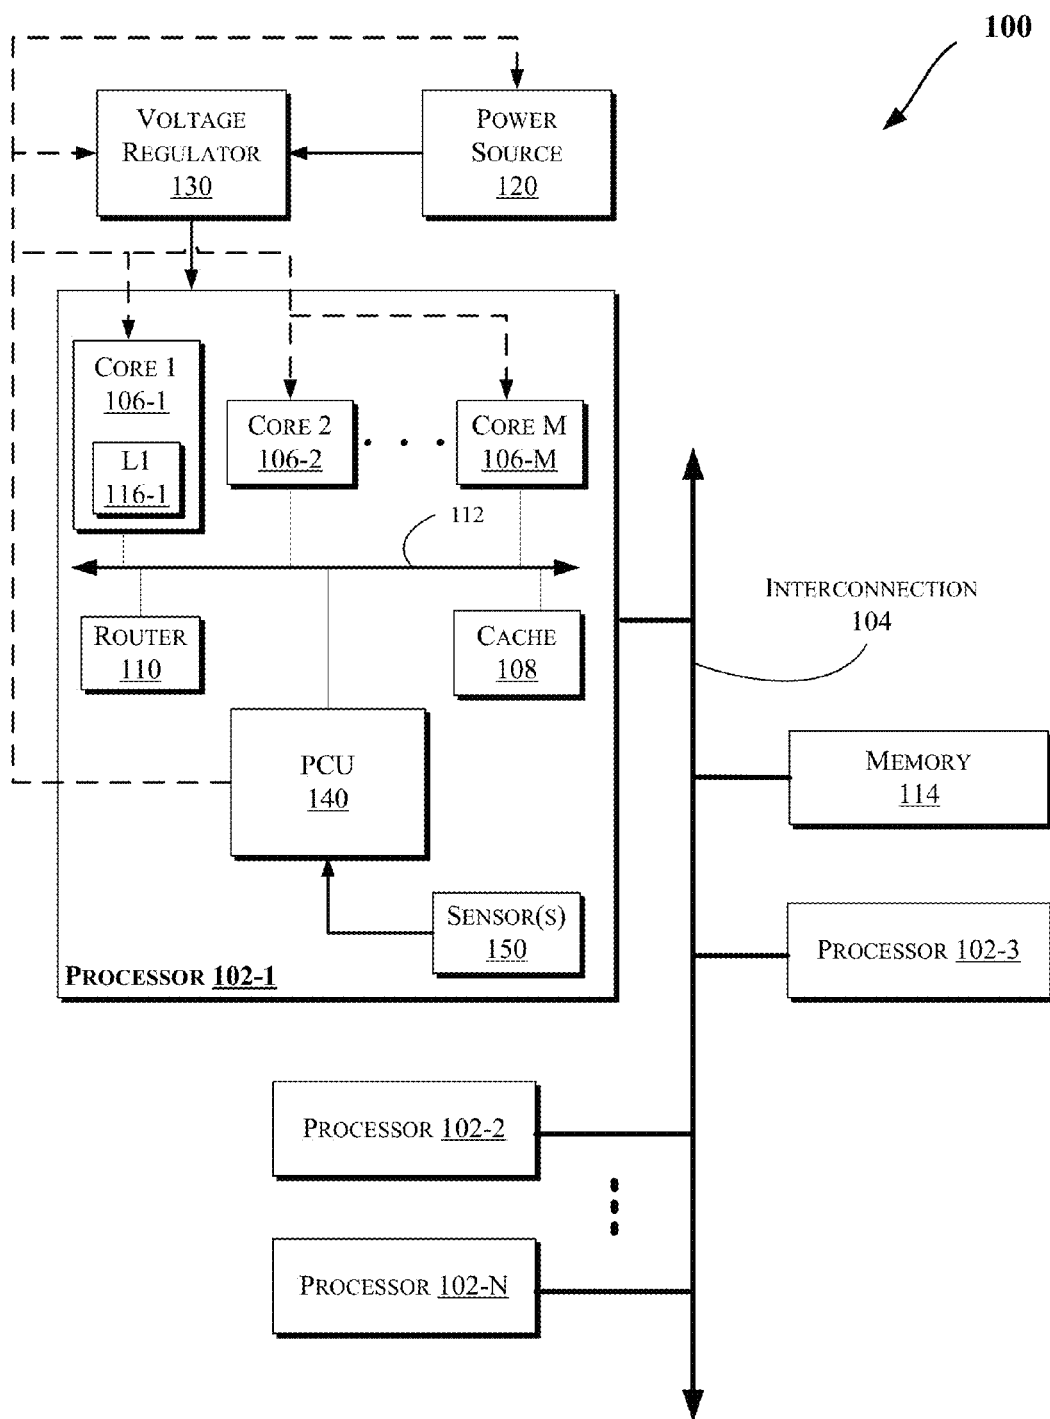 100
VOLTAGE
REGULATOR
130
POWER
SOURCE
120
CORE 1
106-1
L1
116-1
CORE 2
106-2
. . .
CORE M
106-M
112
ROUTER
110
CACHE
108
PCU
140
SENSOR(S)
150
PROCESSOR 102-1
INTERCONNECTION
104
MEMORY
114
PROCESSOR 102-3
PROCESSOR 102-2
PROCESSOR 102-N